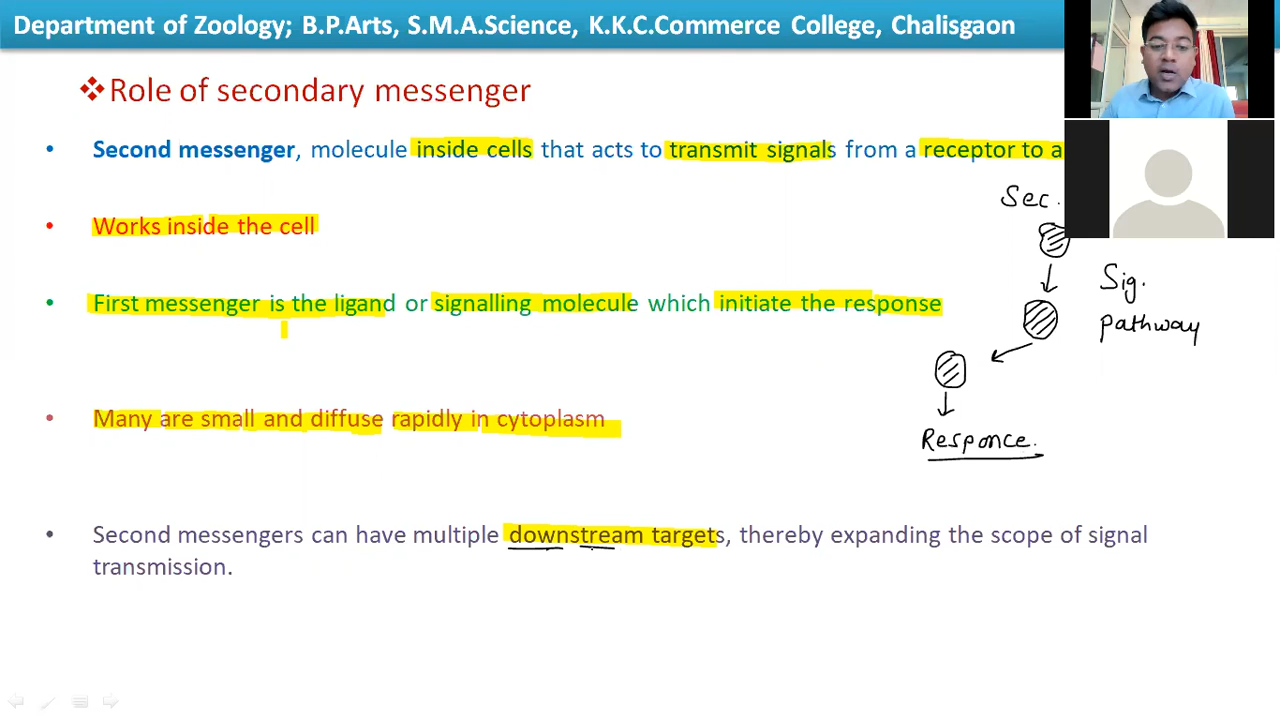 Department of Zoology; B.P.Arts, S.M.A.Science, K.K.C.Commerce College, Chalisgaon
❖Role of secondary messenger
• Second messenger, molecule inside cells that acts to transmit signals from a receptor to a
Sec.
• Works inside the cell
Sig.
pathway
• First messenger is the ligand or signalling molecule which initiate the response
• Many are small and diffuse rapidly in cytoplasm
Responce.
• Second messengers can have multiple downstream targets, thereby expanding the scope of signal
transmission.